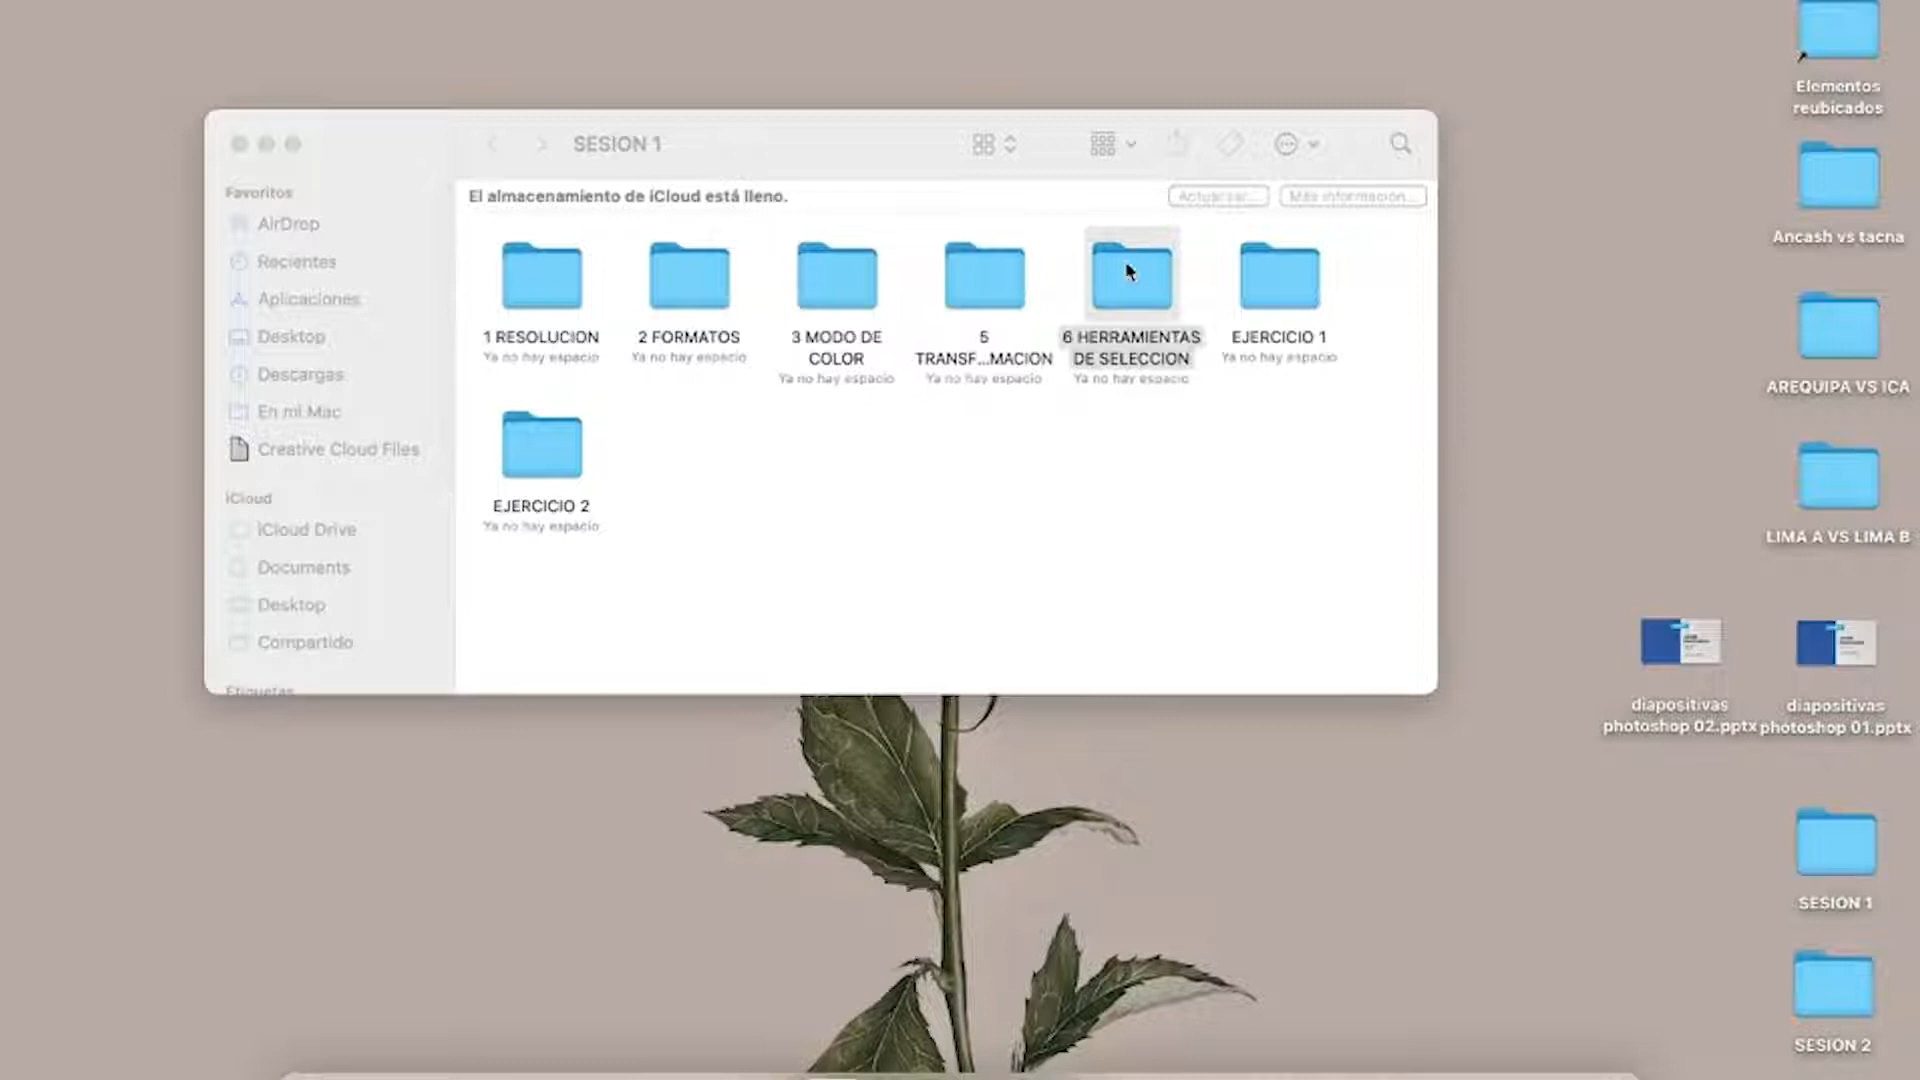 SESION 1
Favoritos
AirDrop
Recientes
Aplicaciones
Desktop
Descargas
En mi Mac
Creative Cloud Files
iCloud
iCloud Drive
Documents
Desktop
Compartido
Etiquetas
El almacenamiento de iCloud está lleno.
Actualizar...
Más información...
1 RESOLUCION
Ya no hay espacio
2 FORMATOS
Ya no hay espacio
3 MODO DE
COLOR
Ya no hay espacio
5
TRANSF...MACION
Ya no hay espacio
6 HERRAMIENTAS
DE SELECCION
Ya no hay espacio
EJERCICIO 1
Ya no hay espacio
EJERCICIO 2
Ya no hay espacio
Elementos
reubicados
Ancash vs tacna
AREQUIPA VS ICA
LIMA A VS LIMA B
diapositivas
photoshop 02.pptx
diapositivas
photoshop 01.pptx
SESION 1
SESION 2